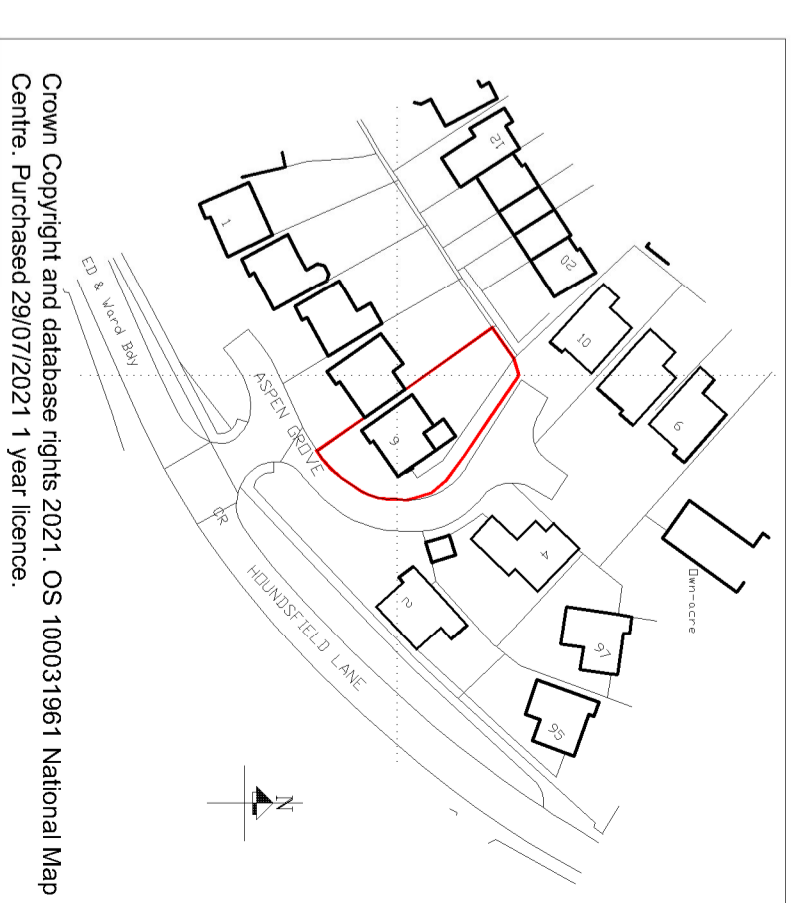 12
20
10
6
Own-acre
1
9
4
2
97
95
ASPEN GROVE
ED & Ward Bdy
CR
HOUNDSFIELD LANE
N
Crown Copyright and database rights 2021. OS 100031961 National Map
Centre. Purchased 29/07/2021 1 year licence.